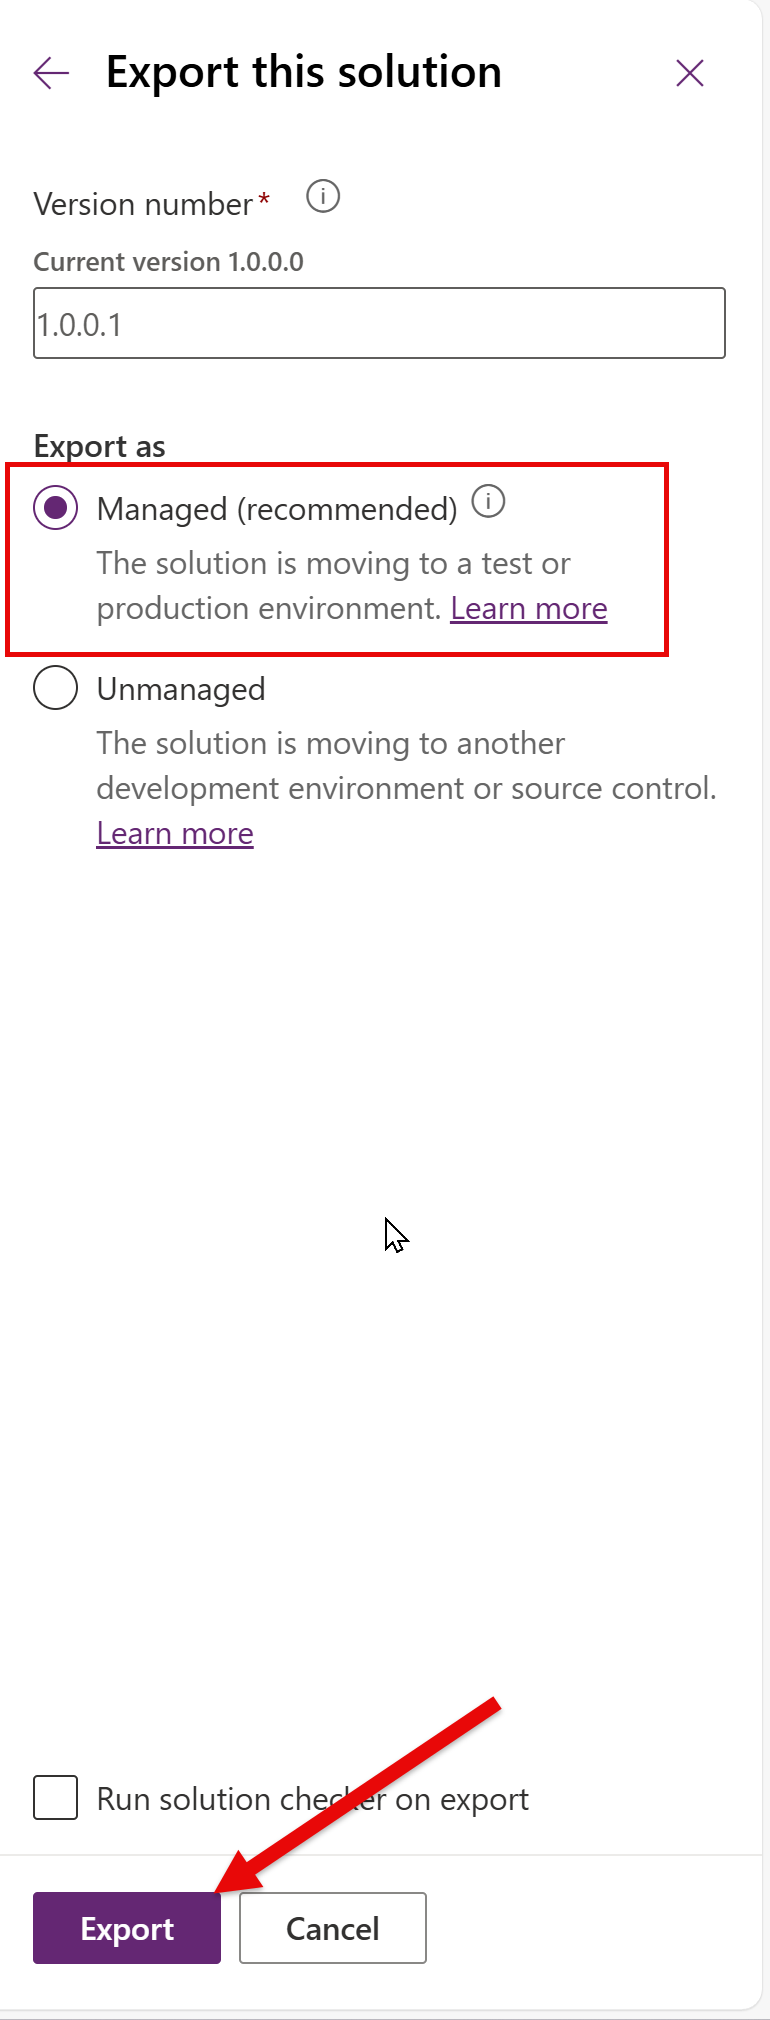 Export this solution
Version number*
Current version 1.0.0.0
1.0.0.1
Export as
Managed (recommended)
The solution is moving to a test or
production environment. Learn more
Unmanaged
The solution is moving to another
development environment or source control.
Learn more
Run solution checker on export
Export
Cancel